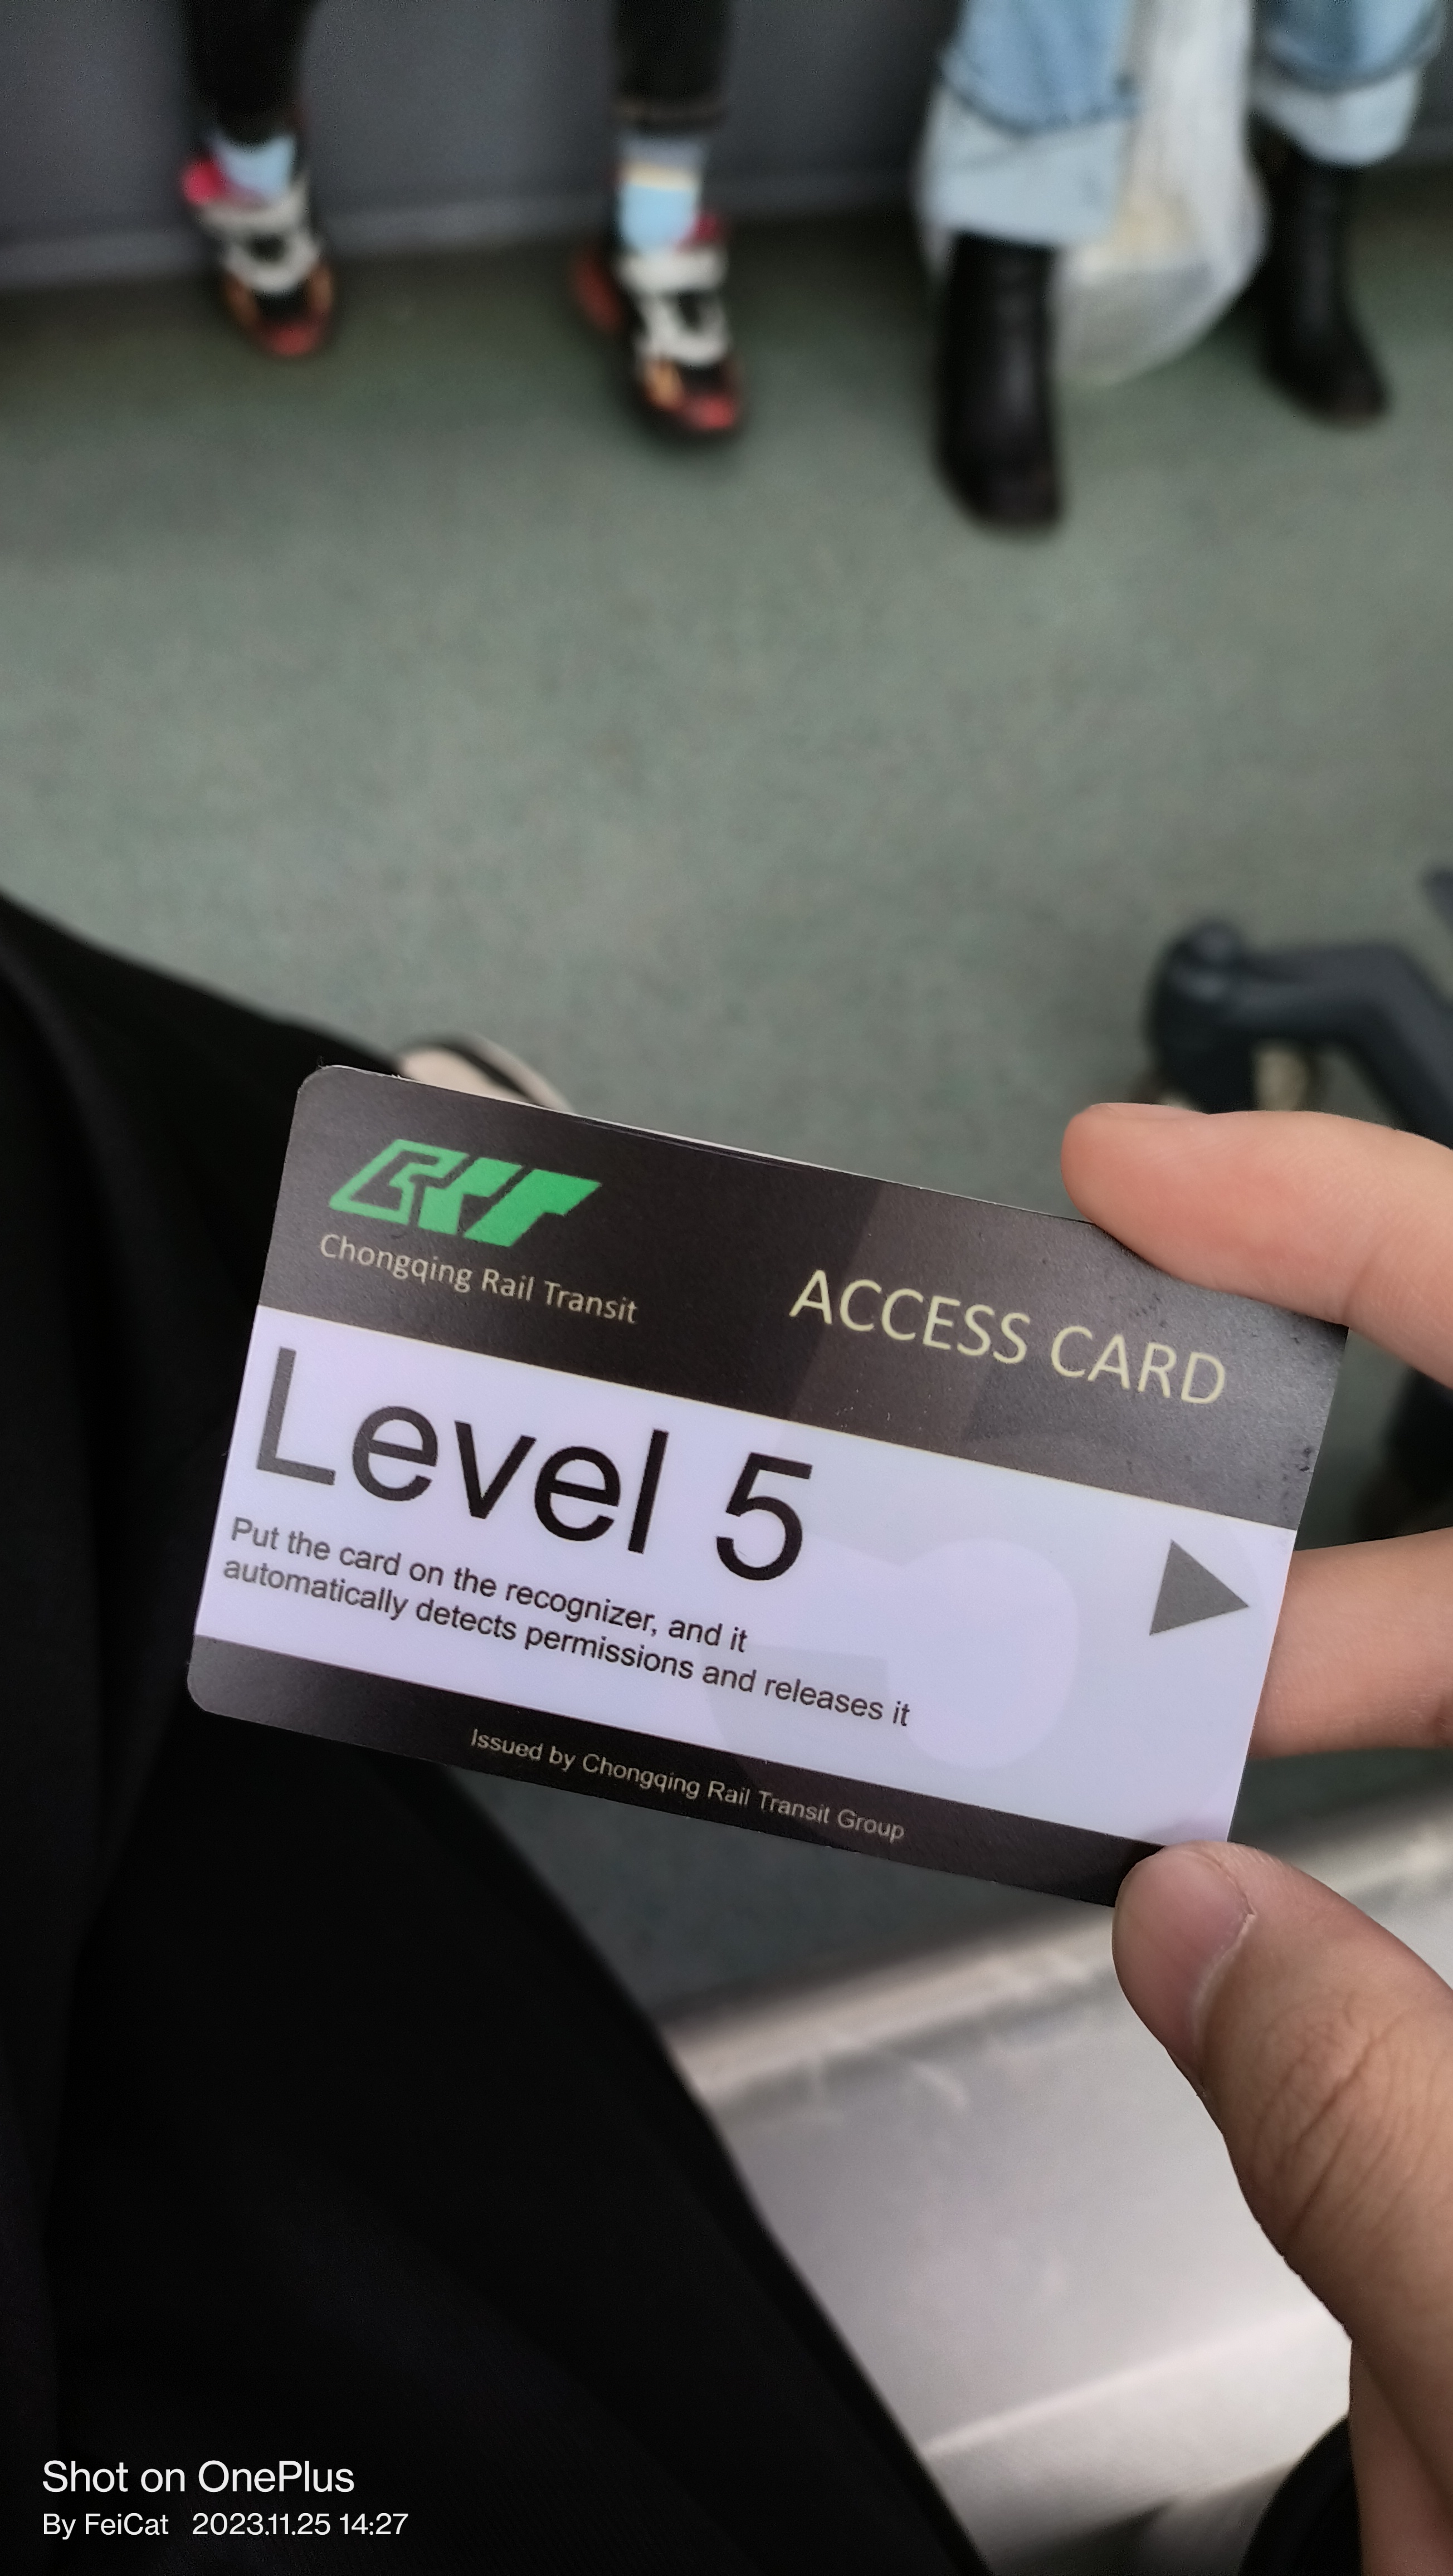 CRT
Chongqing Rail Transit
ACCESS CARD
Level 5
Put the card on the recognizer, and it
automatically detects permissions and releases it
Issued by Chongqing Rail Transit Group
Shot on OnePlus
By FeiCat 2023.11.25 14:27